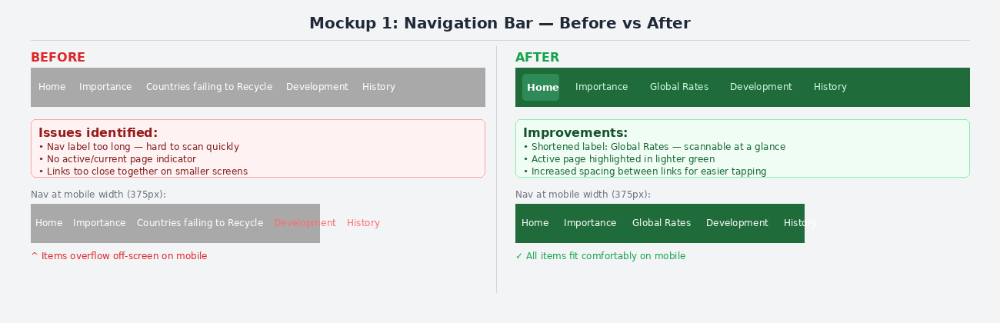 Mockup 1: Navigation Bar — Before vs After
BEFORE
Home Importance Countries failing to Recycle Development History
Issues identified:
• Nav label too long — hard to scan quickly
• No active/current page indicator
• Links too close together on smaller screens
Nav at mobile width (375px):
Home Importance Countries failing to Recycle Development History
^ Items overflow off-screen on mobile
AFTER
Home Importance Global Rates Development History
Improvements:
• Shortened label: Global Rates — scannable at a glance
• Active page highlighted in lighter green
• Increased spacing between links for easier tapping
Nav at mobile width (375px):
Home Importance Global Rates Development History
✓ All items fit comfortably on mobile